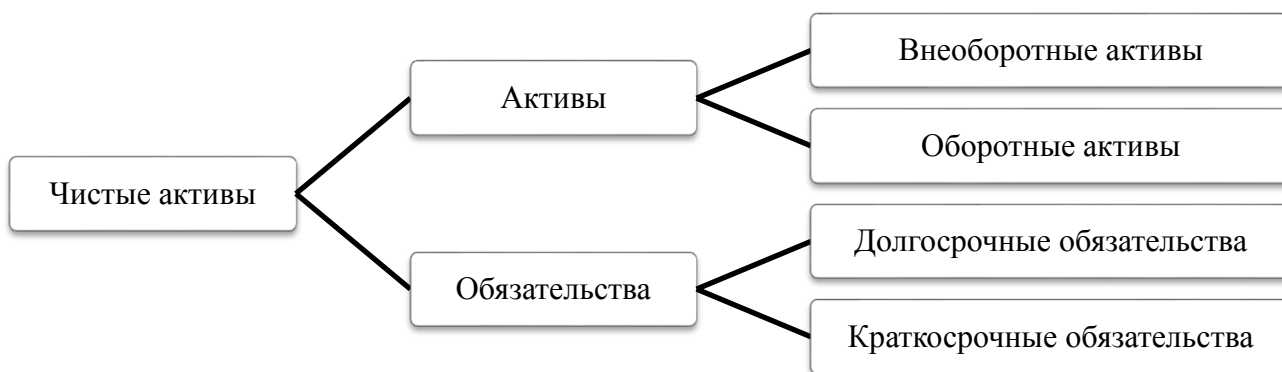 Чистые активы
Активы
Внеоборотные активы
Оборотные активы
Обязательства
Долгосрочные обязательства
Краткосрочные обязательства